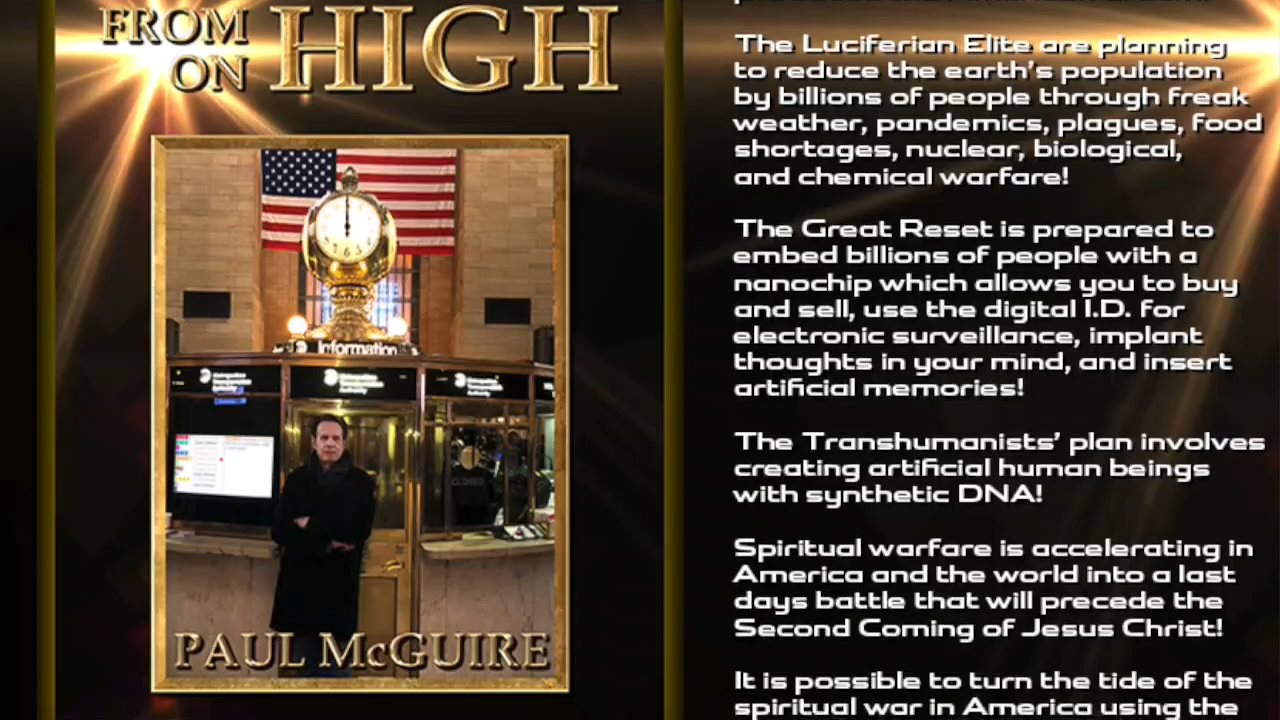 FROM
ON HIGH
Information
Metropolitan
Transportation
Authority
CLOSED
PAUL McGUIRE
The Luciferian Elite are planning
to reduce the earth's population
by billions of people through freak
weather, pandemics, plagues, food
shortages, nuclear, biological,
and chemical warfare!
The Great Reset is prepared to
embed billions of people with a
nanochip which allows you to buy
and sell, use the digital I.D. for
electronic surveillance, implant
thoughts in your mind, and insert
artificial memories!
The Transhumanists' plan involves
creating artificial human beings
with synthetic DNA!
Spiritual warfare is accelerating in
America and the world into a last
days battle that will precede the
Second Coming of Jesus Christ!
It is possible to turn the tide of the
spiritual war in America using the